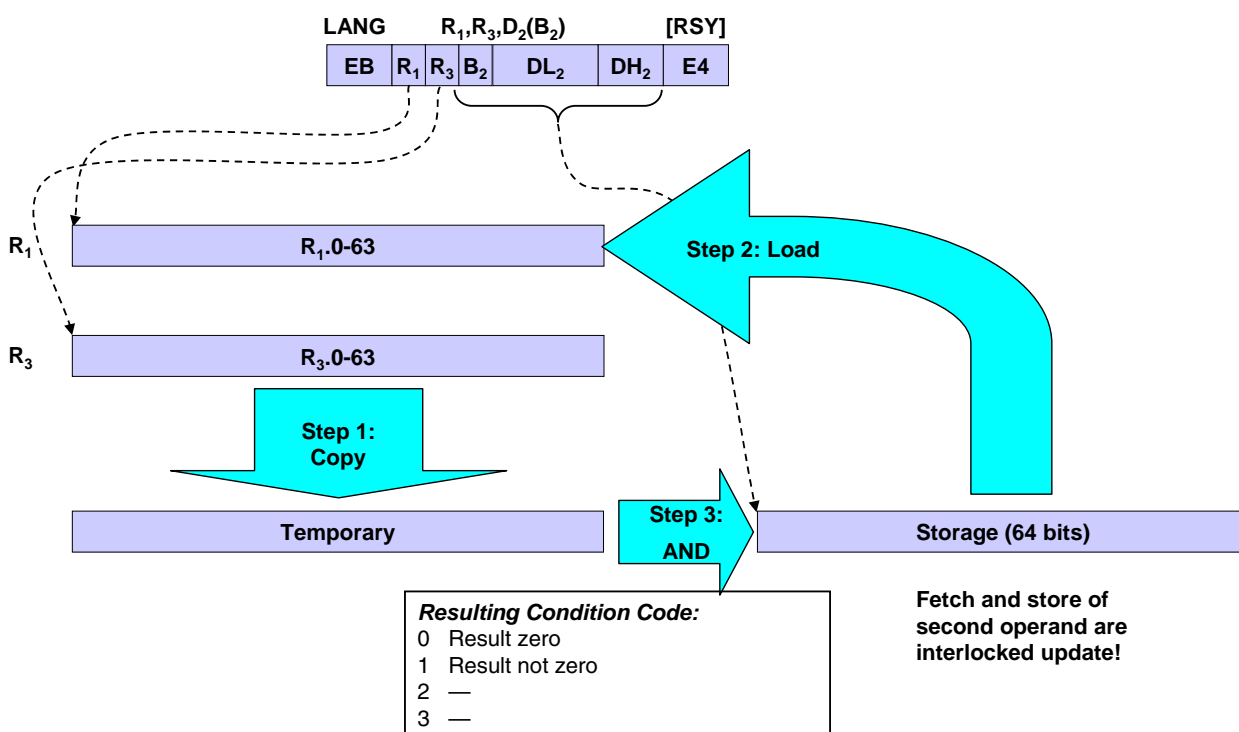 LANG R₁,R₃,D₂(B₂) [RSY]
EB R₁ R₃ B₂ DL₂ DH₂ E4
R₁ R₁.0-63
Step 2: Load
R₃ R₃.0-63
Step 1:
Copy
Temporary
Step 3:
AND
Storage (64 bits)
Resulting Condition Code:
0 Result zero
1 Result not zero
2 —
3 —
Fetch and store of
second operand are
interlocked update!